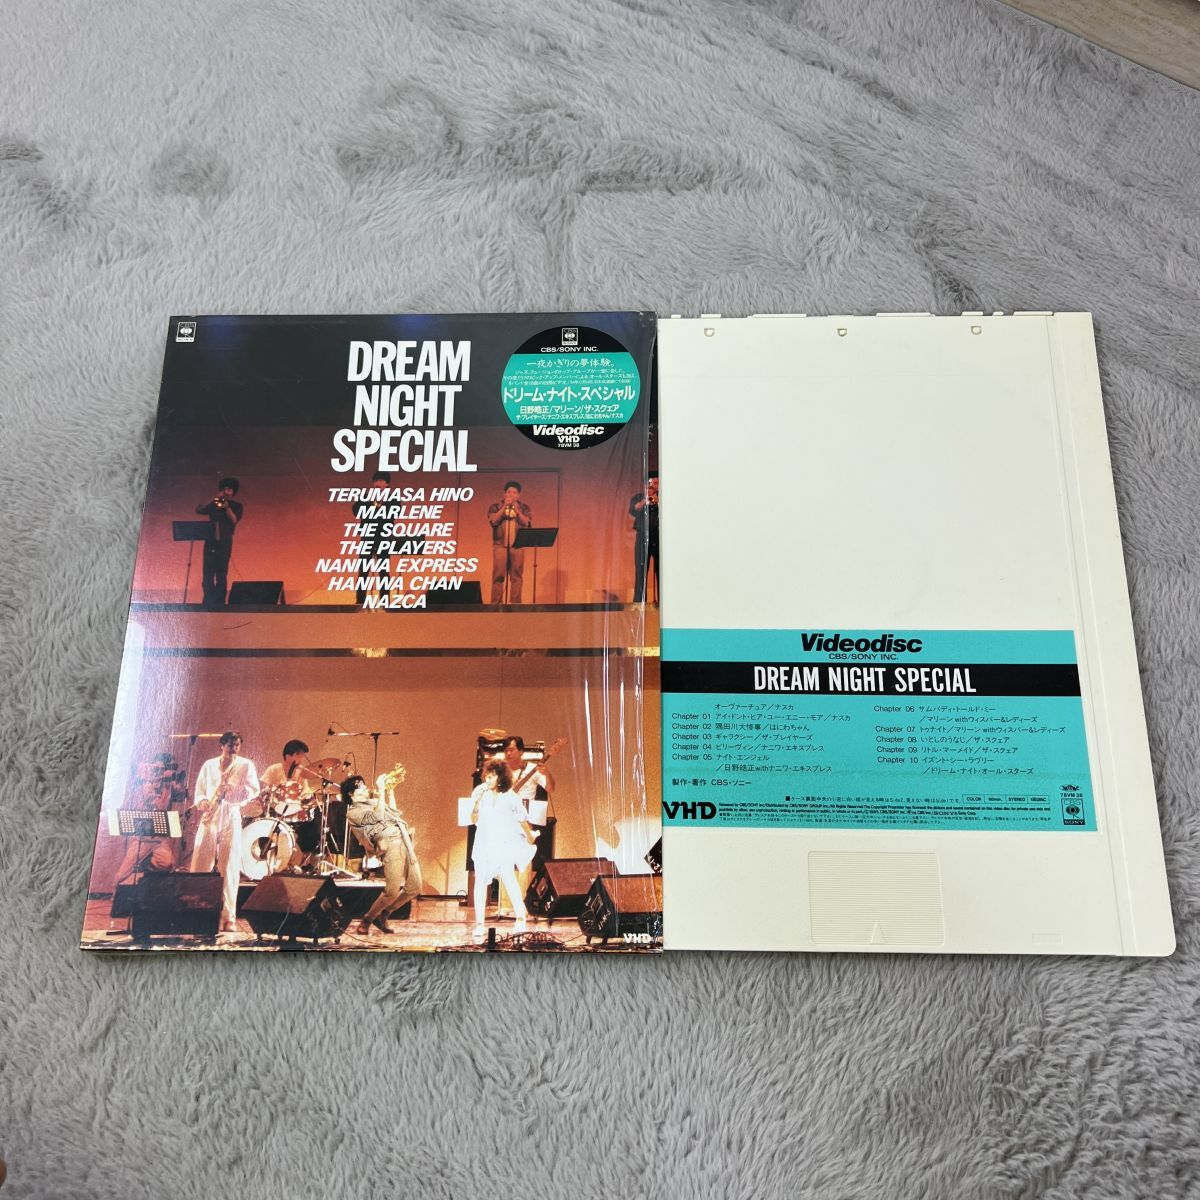 CBS
SONY
DREAM
NIGHT
SPECIAL
TERUMASA HINO
MARLENE
THE SQUARE
THE PLAYERS
NANIWA EXPRESS
HANIWA CHAN
NAZCA
CBS/SONY INC.
一夜かぎりの夢体験。
ドリーム・ナイト・スペシャル
日野皓正/マリーン/ザ・スクェア
ザ・プレイヤーズ/ナニワ・エキスプレス/はにわちゃん/ナスカ
Videodisc
VHD
78VM 38
VHD
Videodisc
CBS/SONY INC.
DREAM NIGHT SPECIAL
オーヴァーチュア/ナスカ
Chapter 01 アイ・ドント・ヒア・ユー・エニー・モア/ナスカ
Chapter 02 隅田川大惨事/はにわちゃん
Chapter 03 ギャラクシー/ザ・プレイヤーズ
Chapter 04 ビリーヴィン/ナニワ・エキスプレス
Chapter 05 ナイト・エンジェル
/日野皓正withナニワ・エキスプレス
Chapter 06 サムバディ・トールド・ミー
/マリーン withウィスパー&レディーズ
Chapter 07 トゥナイト/マリーン withウィスパー&レディーズ
Chapter 08 いとしのうなじ/ザ・スクェア
Chapter 09 リトル・マーメイド/ザ・スクェア
Chapter 10 イズント・シー・ラヴリー
/ドリーム・ナイト・オール・スターズ
製作・著作 CBS・ソニー
VHD
COLOR 60min. STEREO
78VM 38
SONY